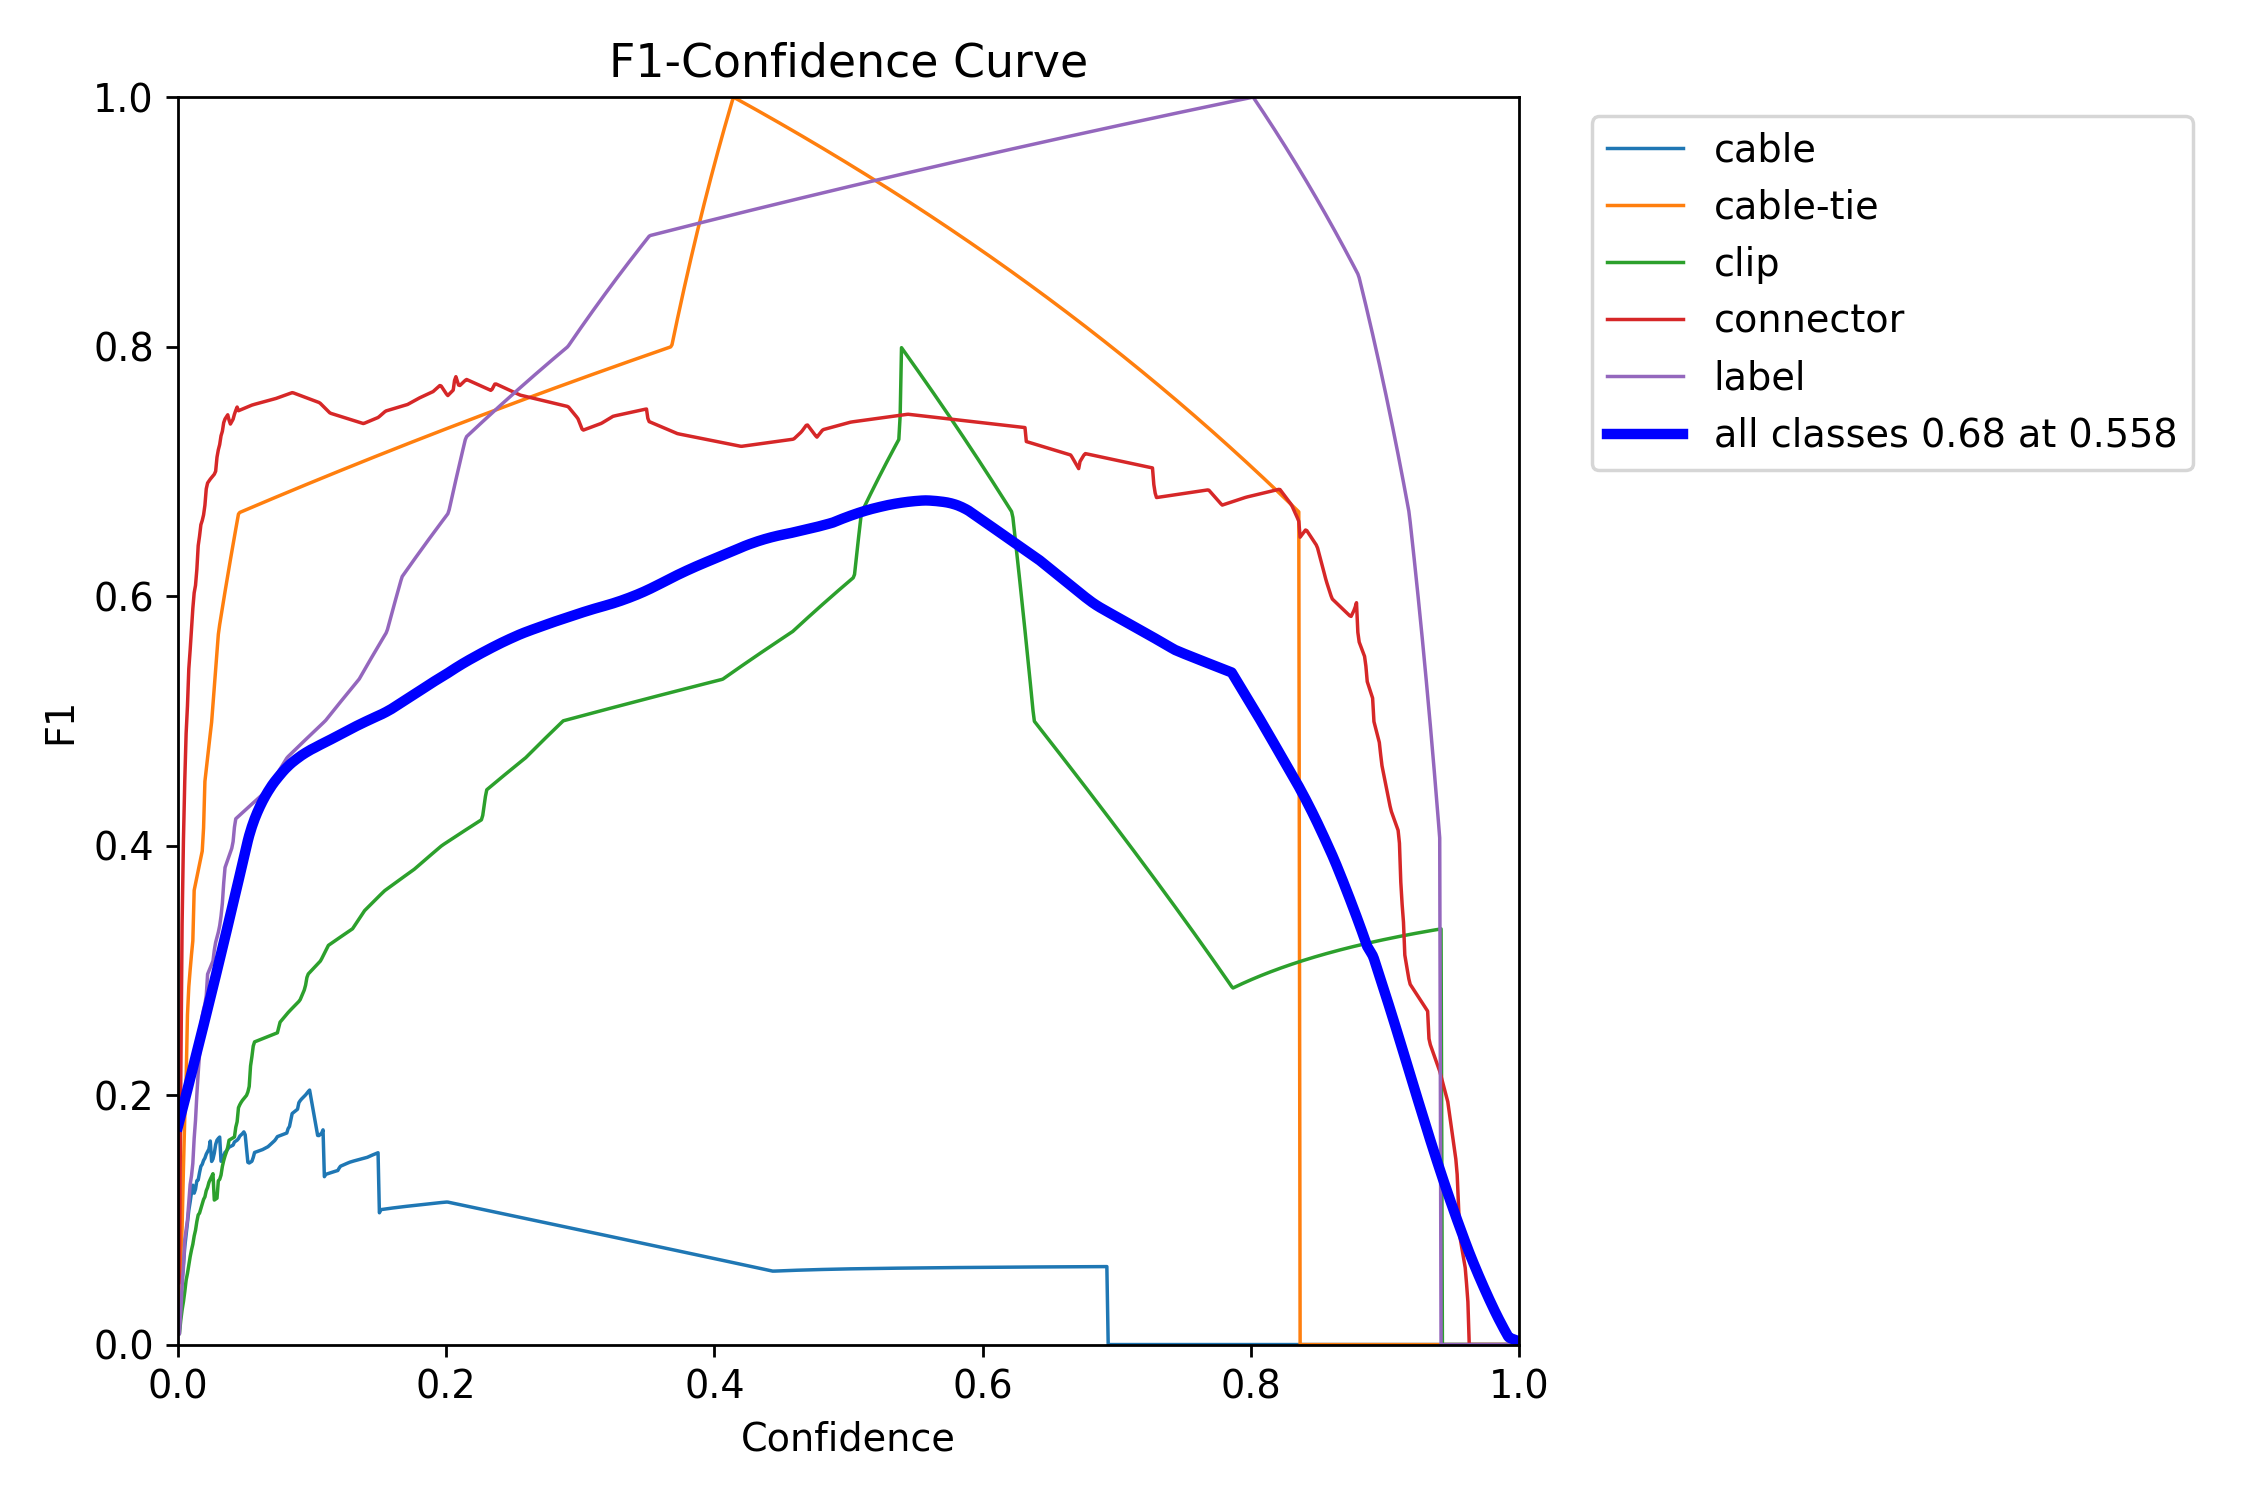 F1-Confidence Curve
1.0
0.8
0.6
0.4
0.2
0.0
F1
0.0 0.2 0.4 0.6 0.8 1.0
Confidence
cable
cable-tie
clip
connector
label
all classes 0.68 at 0.558